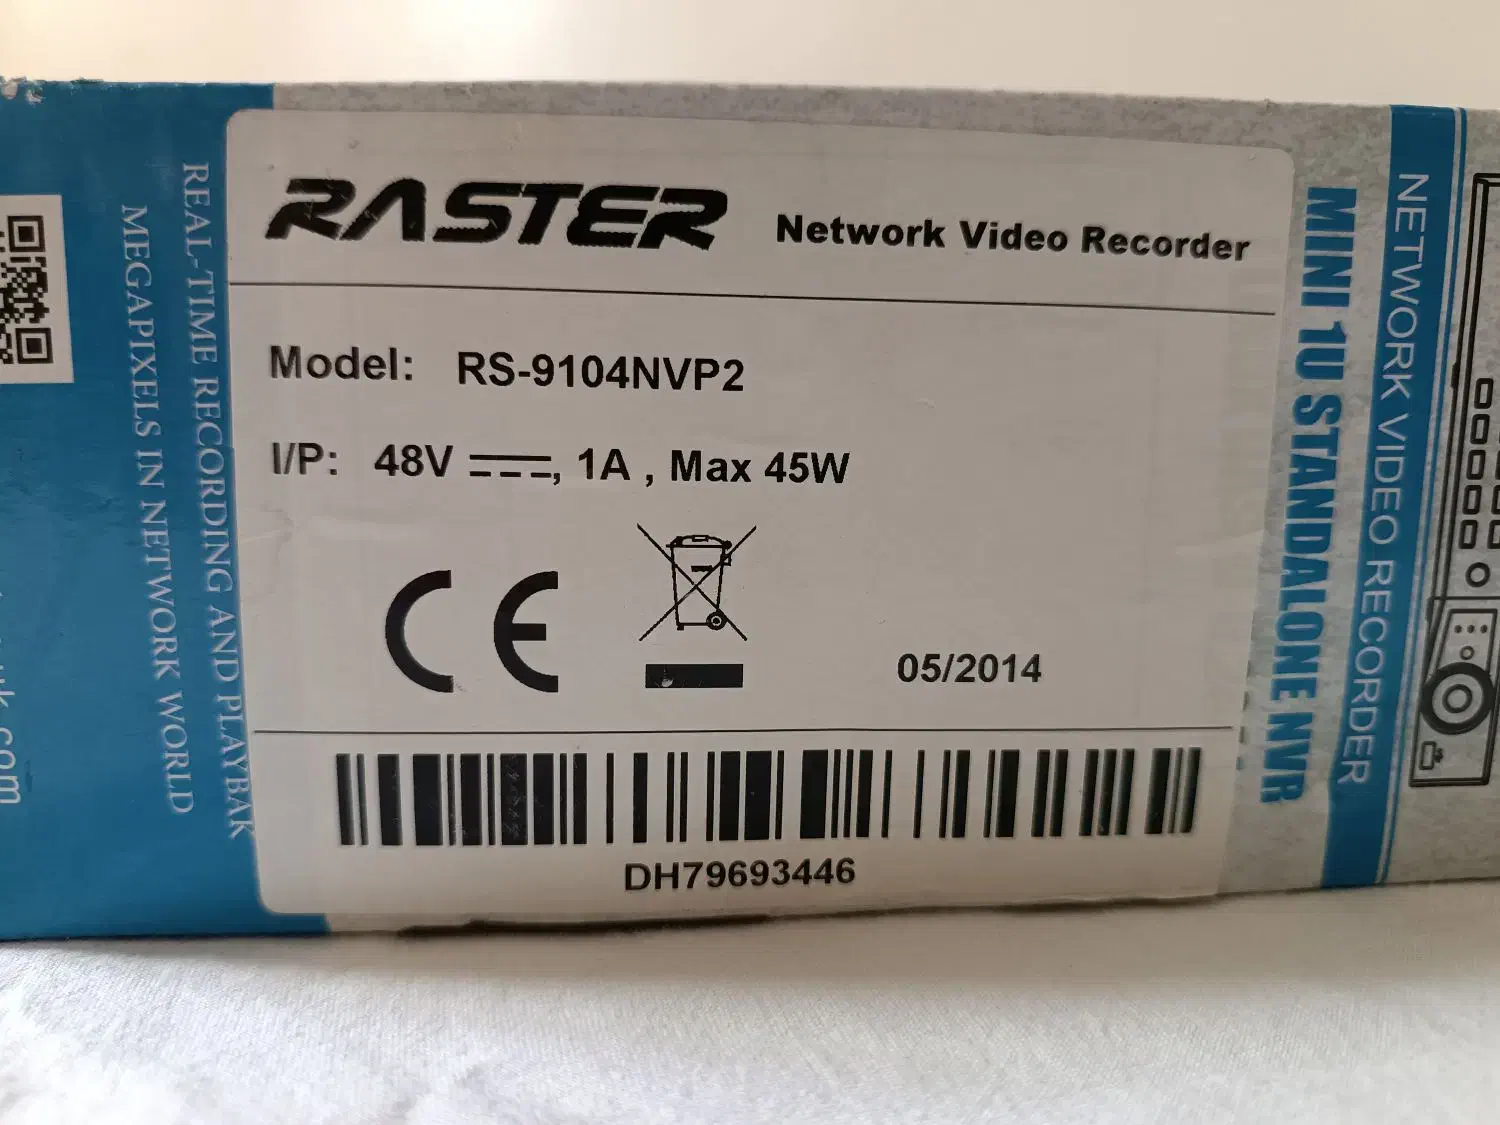 RASTER Network Video Recorder
Model: RS-9104NVP2
I/P: 48V ⎓, 1A , Max 45W
CE
05/2014
DH79693446
REAL-TIME RECORDING AND PLAYBAK
MEGAPIXELS IN NETWORK WORLD
NETWORK VIDEO RECORDER
MINI 1U STANDALONE NVR